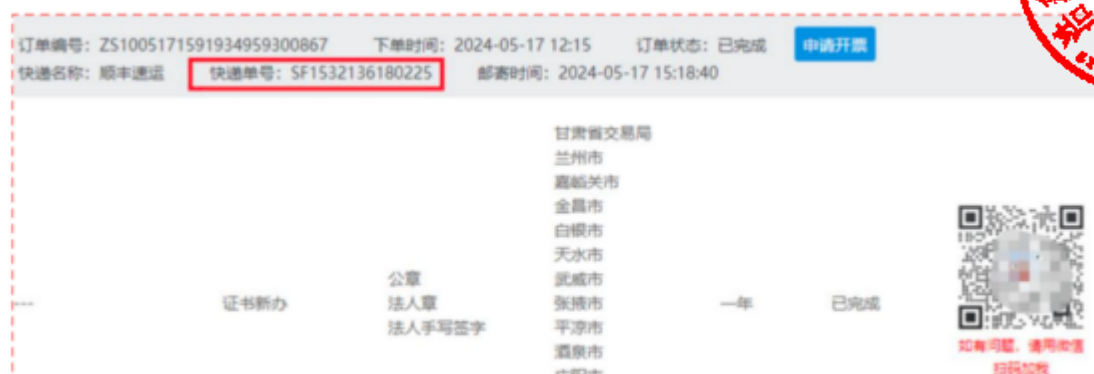 订单编号：ZS100517159193495930​0867 下单时间：2024-05-17 12:15 订单状态：已完成 申请开票
快递名称：顺丰速运 快递单号：SF1532136180225 邮寄时间：2024-05-17 15:18:40
甘肃省交易局
兰州市
嘉峪关市
金昌市
白银市
天水市
公章
武威市
--- 证书新办 法人章 张掖市 一年 已完成
法人手写签字 平凉市
酒泉市
如有问题，请用微信
扫码加我